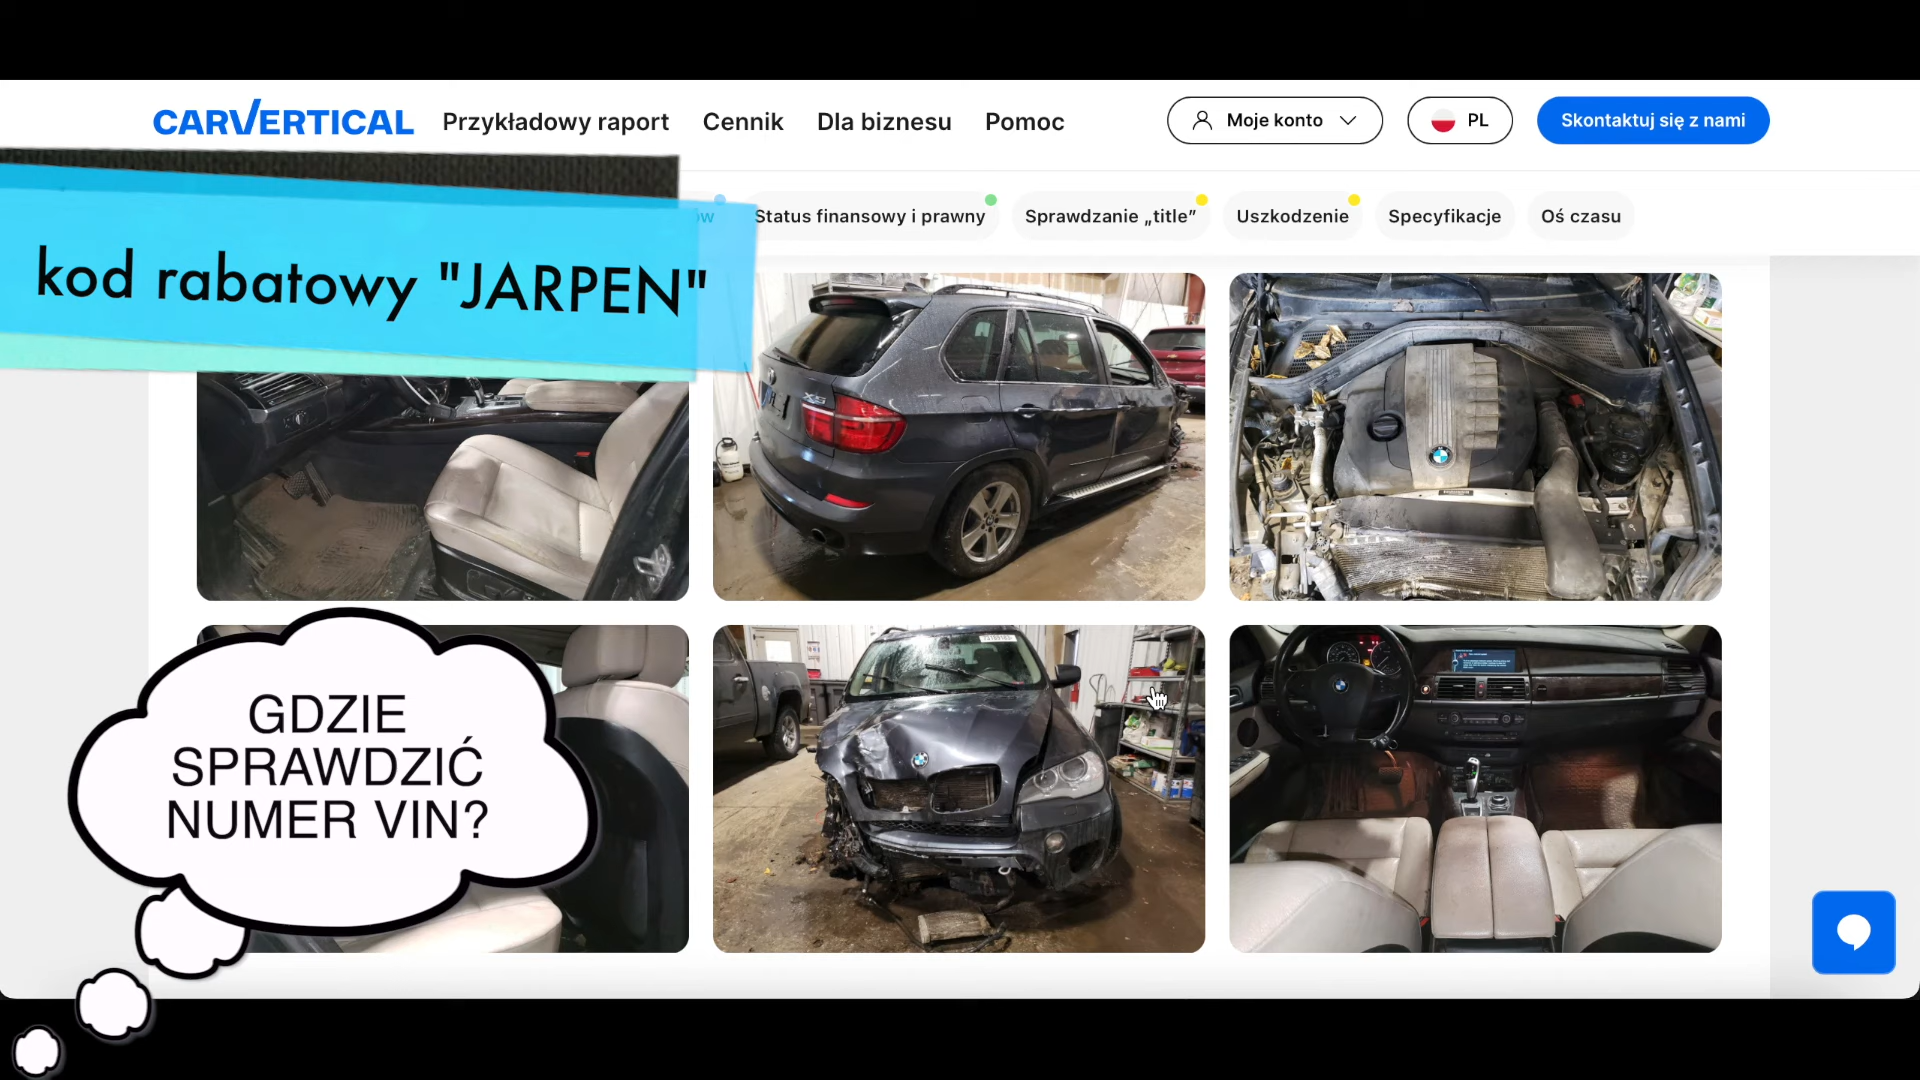 CARVERTICAL
Przykładowy raport
Cennik
Dla biznesu
Pomoc
Moje konto
PL
Skontaktuj się z nami
Status finansowy i prawny
Sprawdzanie „title”
Uszkodzenie
Specyfikacje
Oś czasu
kod rabatowy "JARPEN"
X5
GDZIE
SPRAWDZIĆ
NUMER VIN?